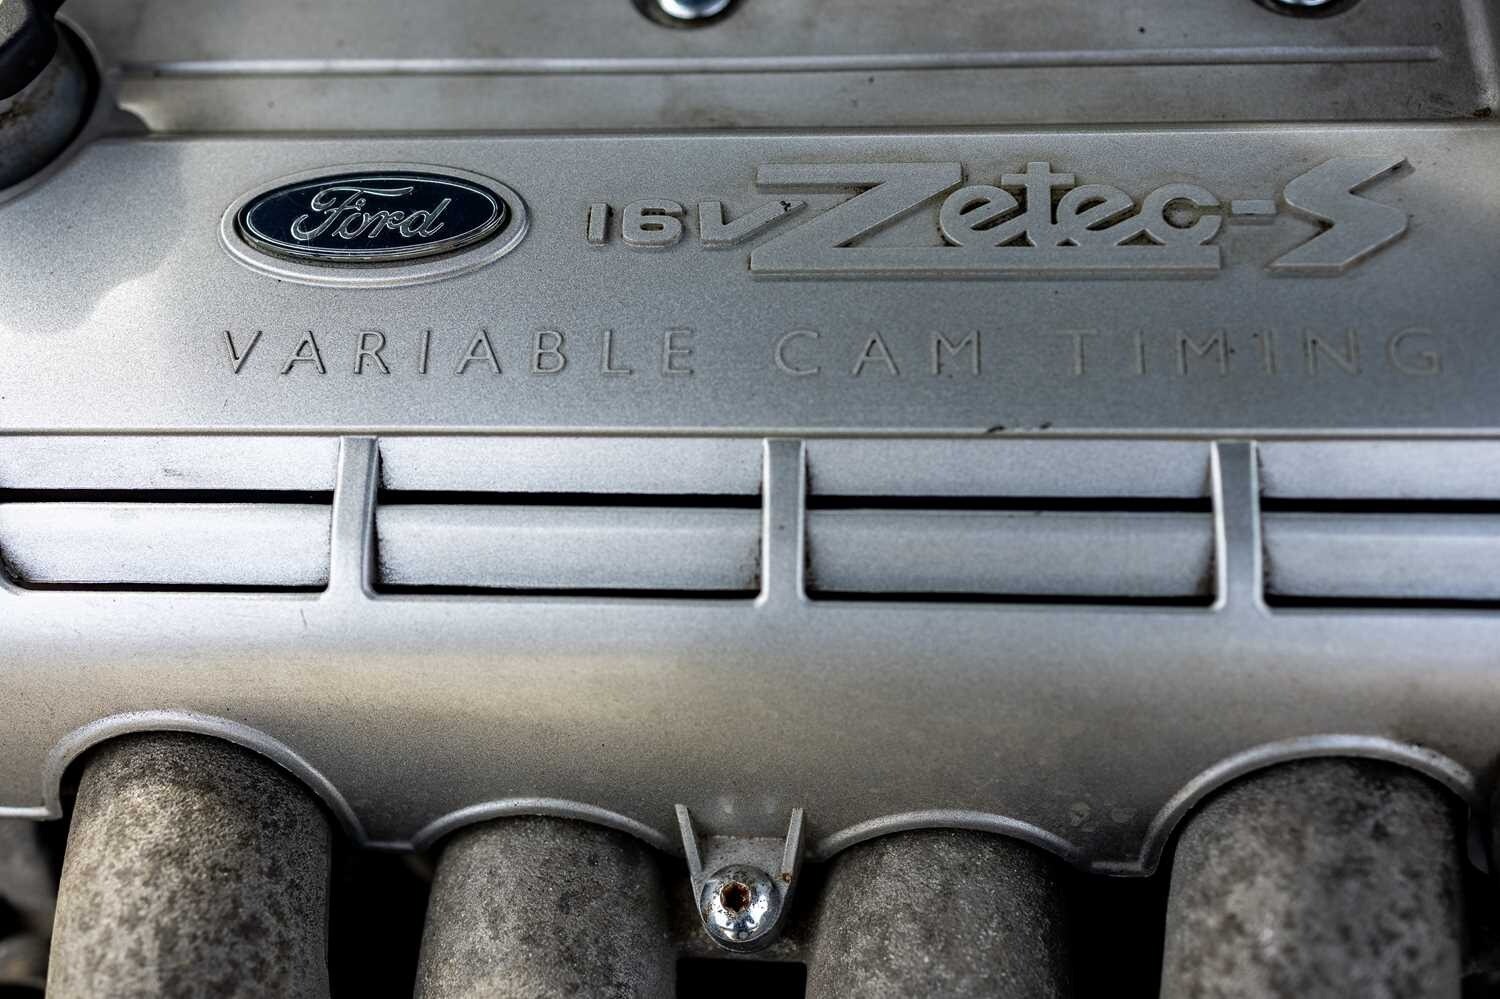 Ford 16V Zetec-S
VARIABLE CAM TIMING